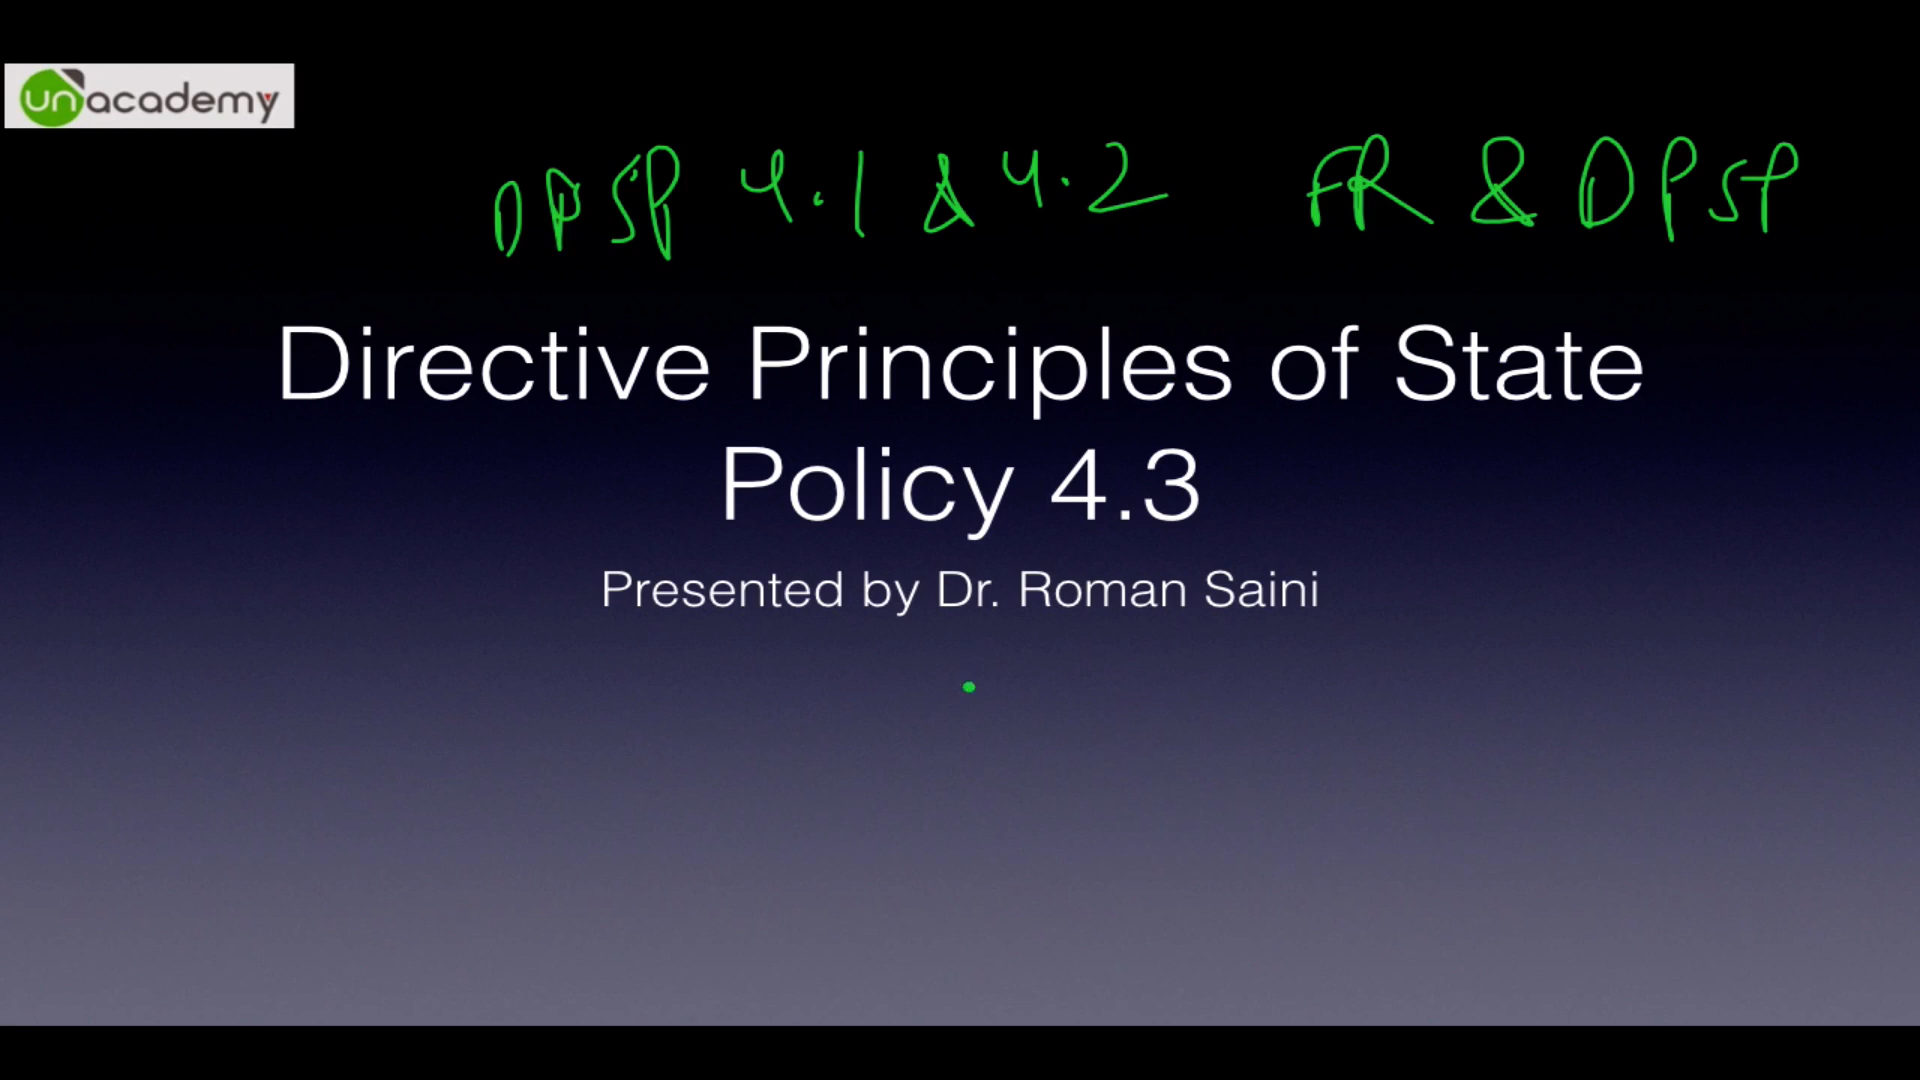 unacademy
DPSP 4.1 & 4.2 FR & DPSP
Directive Principles of State
Policy 4.3
Presented by Dr. Roman Saini